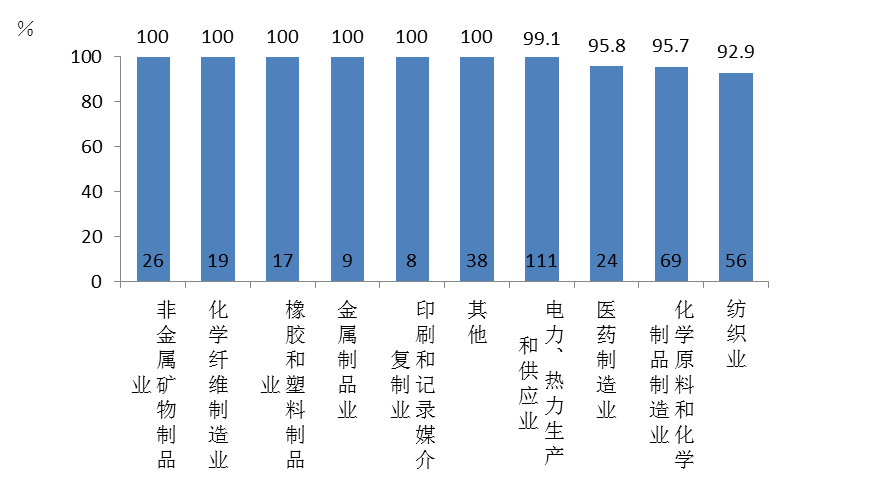 %
100 100 100 100 100 100 99.1 95.8 95.7 92.9
100
80
60
40
20
0
26 19 17 9 8 38 111 24 69 56
非金属矿物制品
业
化学纤维制造业
橡胶和塑料制品
业
金属制品业
印刷和记录媒介
复制业
其他
电力、热力生产
和供应业
医药制造业
化学原料和化学
制品制造业
纺织业